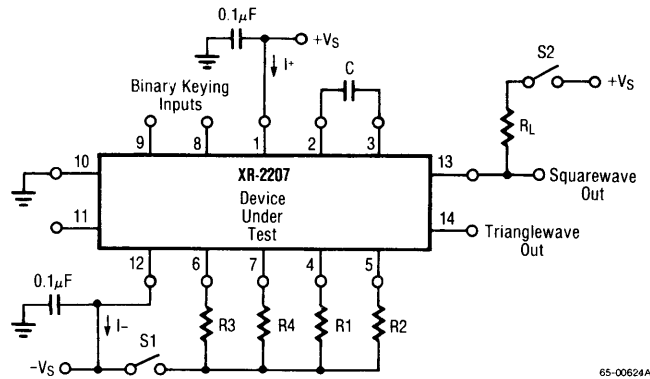 0.1µF
+VS
S2
I+
C
+VS
Binary Keying
Inputs
RL
9
8
1
2
3
10
XR-2207
13
Device
Under
Test
Squarewave
Out
11
14
Trianglewave
Out
12
6
7
4
5
0.1µF
I–
S1
R3
R4
R1
R2
–VS
65-00624A